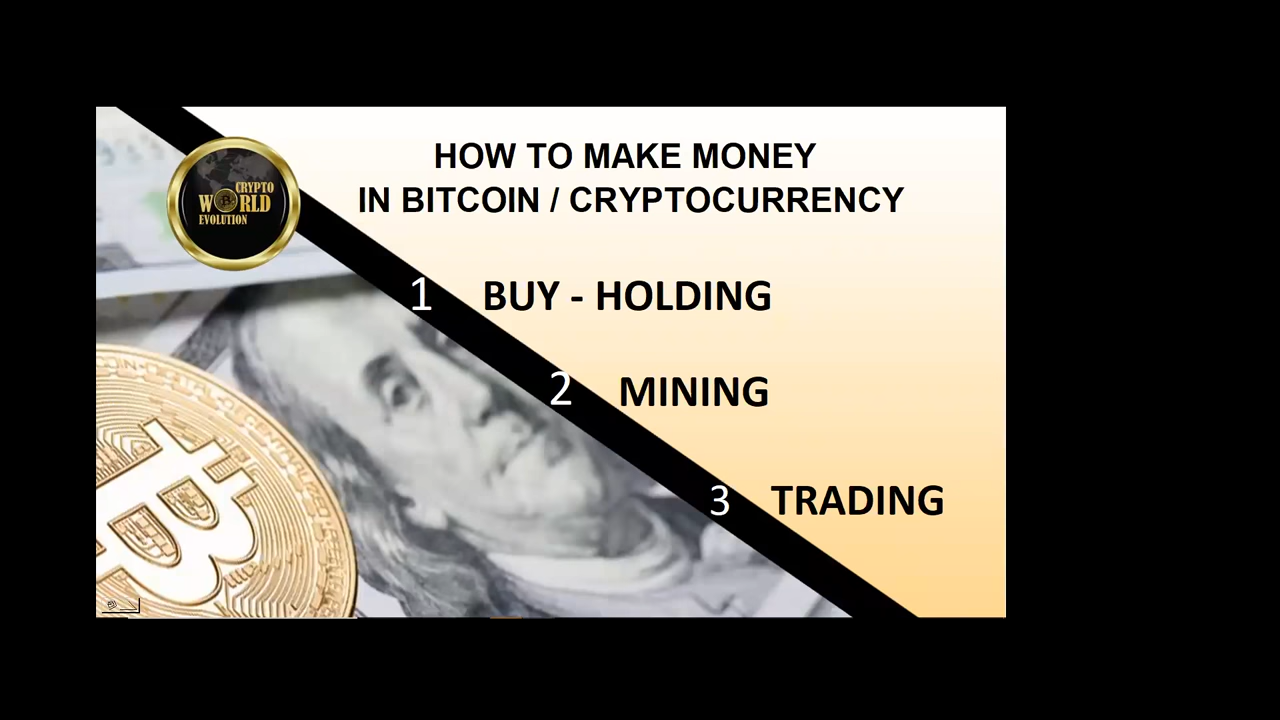 HOW TO MAKE MONEY
IN BITCOIN / CRYPTOCURRENCY
CRYPTO
WORLD
EVOLUTION
1 BUY - HOLDING
2 MINING
3 TRADING